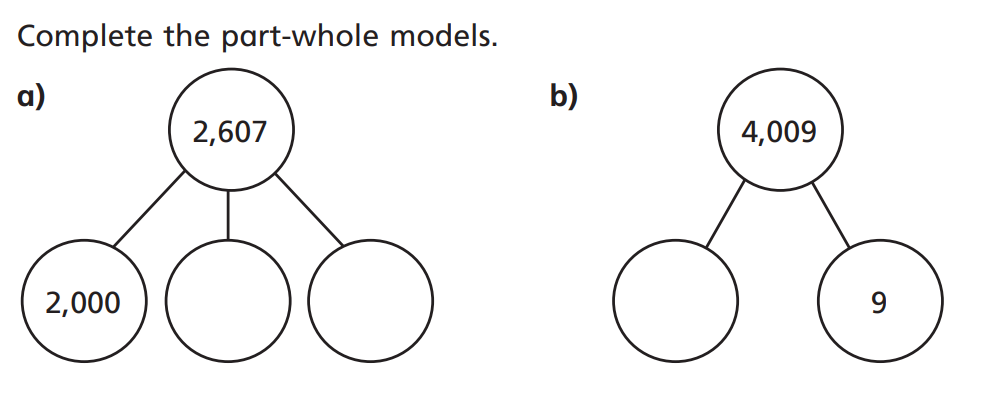 Complete the part-whole models.
a)
2,607
2,000
b)
4,009
9